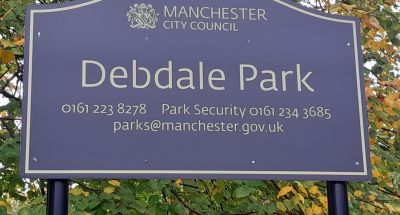 MANCHESTER
CITY COUNCIL
Debdale Park
0161 223 8278 Park Security 0161 234 3685
parks@manchester.gov.uk